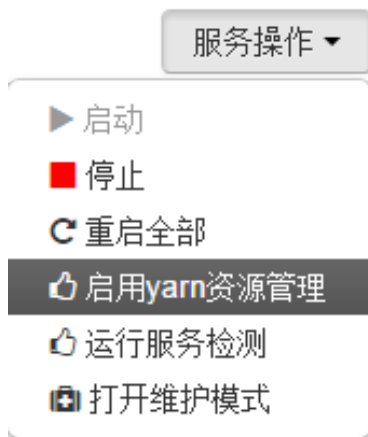 服务操作
启动
停止
重启全部
启用yarn资源管理
运行服务检测
打开维护模式